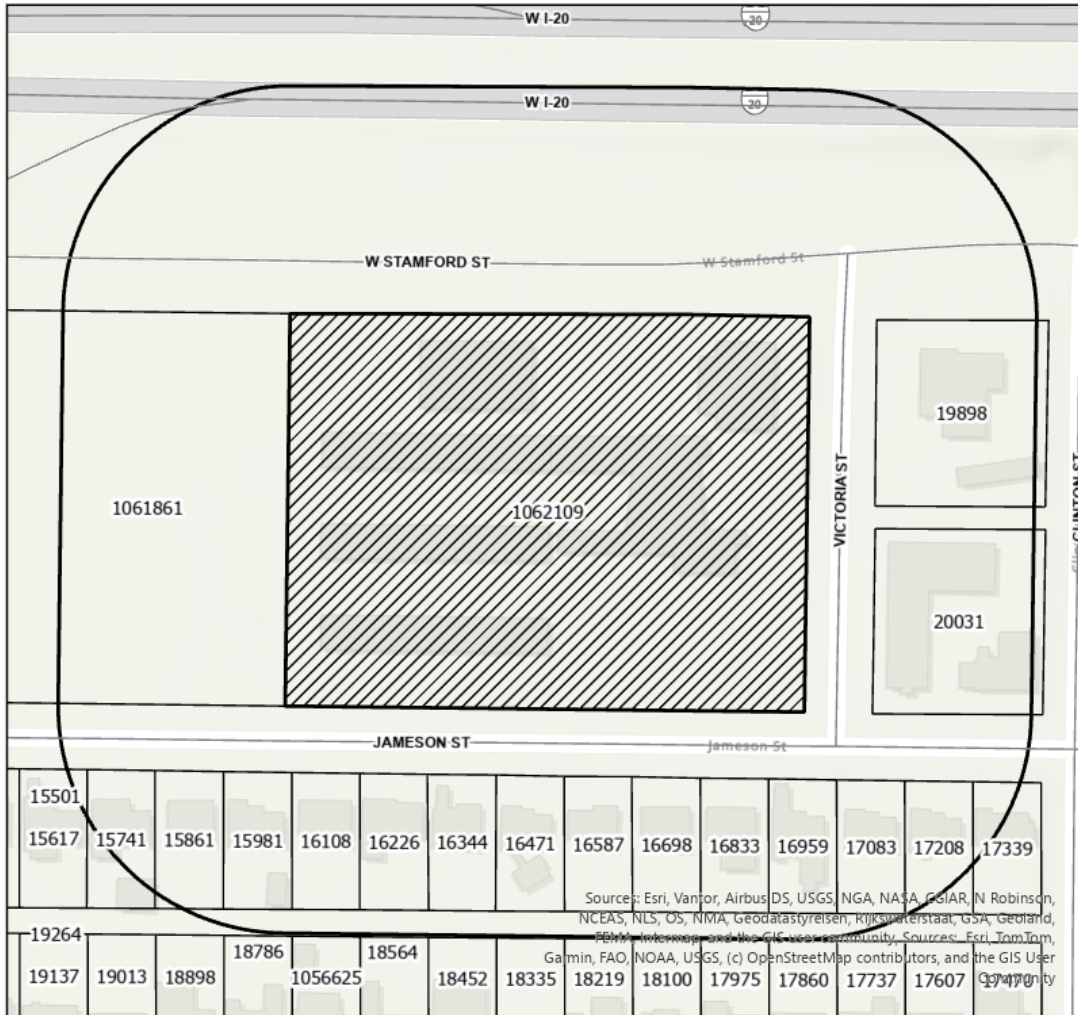 W I-20
20
W I-20
20
W STAMFORD ST
W Stamford St
19898
1061861
1062109
VICTORIA ST
CLINTON ST
20031
JAMESON ST
Jameson St
15501
15617 15741 15861 15981 16108 16226 16344 16471 16587 16698 16833 16959 17083 17208 17339
Sources: Esri, Vantor, Airbus DS, USGS, NGA, NASA, CGIAR, N Robinson,
NCEAS, NLS, OS, NMA, Geodatastyrelsen, Rijkswaterstaat, GSA, Geoland,
FEMA, Intermap, and the GIS user community, Sources: Esri, TomTom,
Garmin, FAO, NOAA, USGS, (c) OpenStreetMap contributors, and the GIS User
Community
19264
18786 18564
19137 19013 18898 1056625 18452 18335 18219 18100 17975 17860 17737 17607 17470